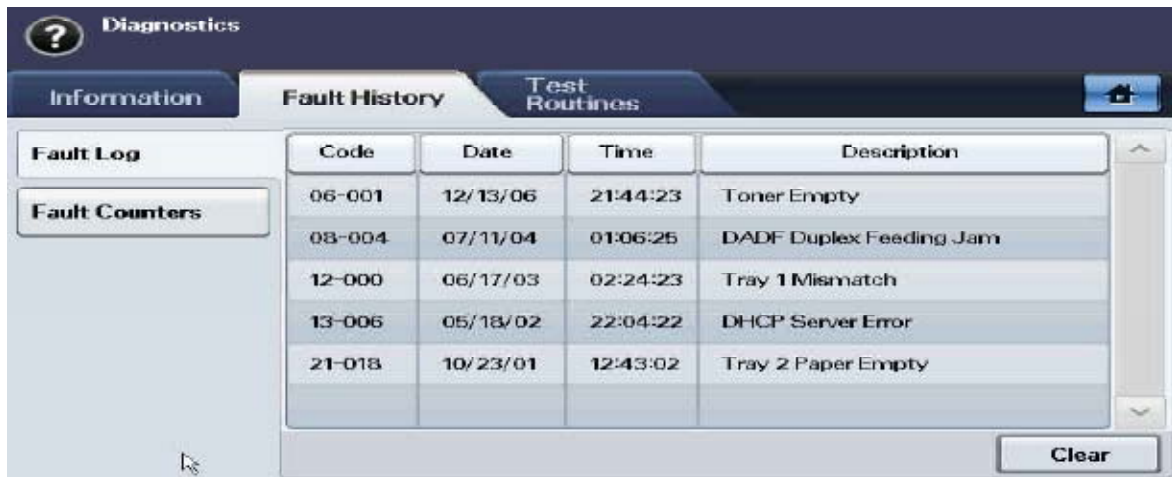 Diagnostics
Information
Fault History
Test
Routines
Fault Log
Fault Counters
Code Date Time Description
06-001 12/13/06 21:44:23 Toner Empty
08-004 07/11/04 01:06:25 DADF Duplex Feeding Jam
12-000 06/17/03 02:24:23 Tray 1 Mismatch
13-006 05/18/02 22:04:22 DHCP Server Error
21-018 10/23/01 12:43:02 Tray 2 Paper Empty
Clear